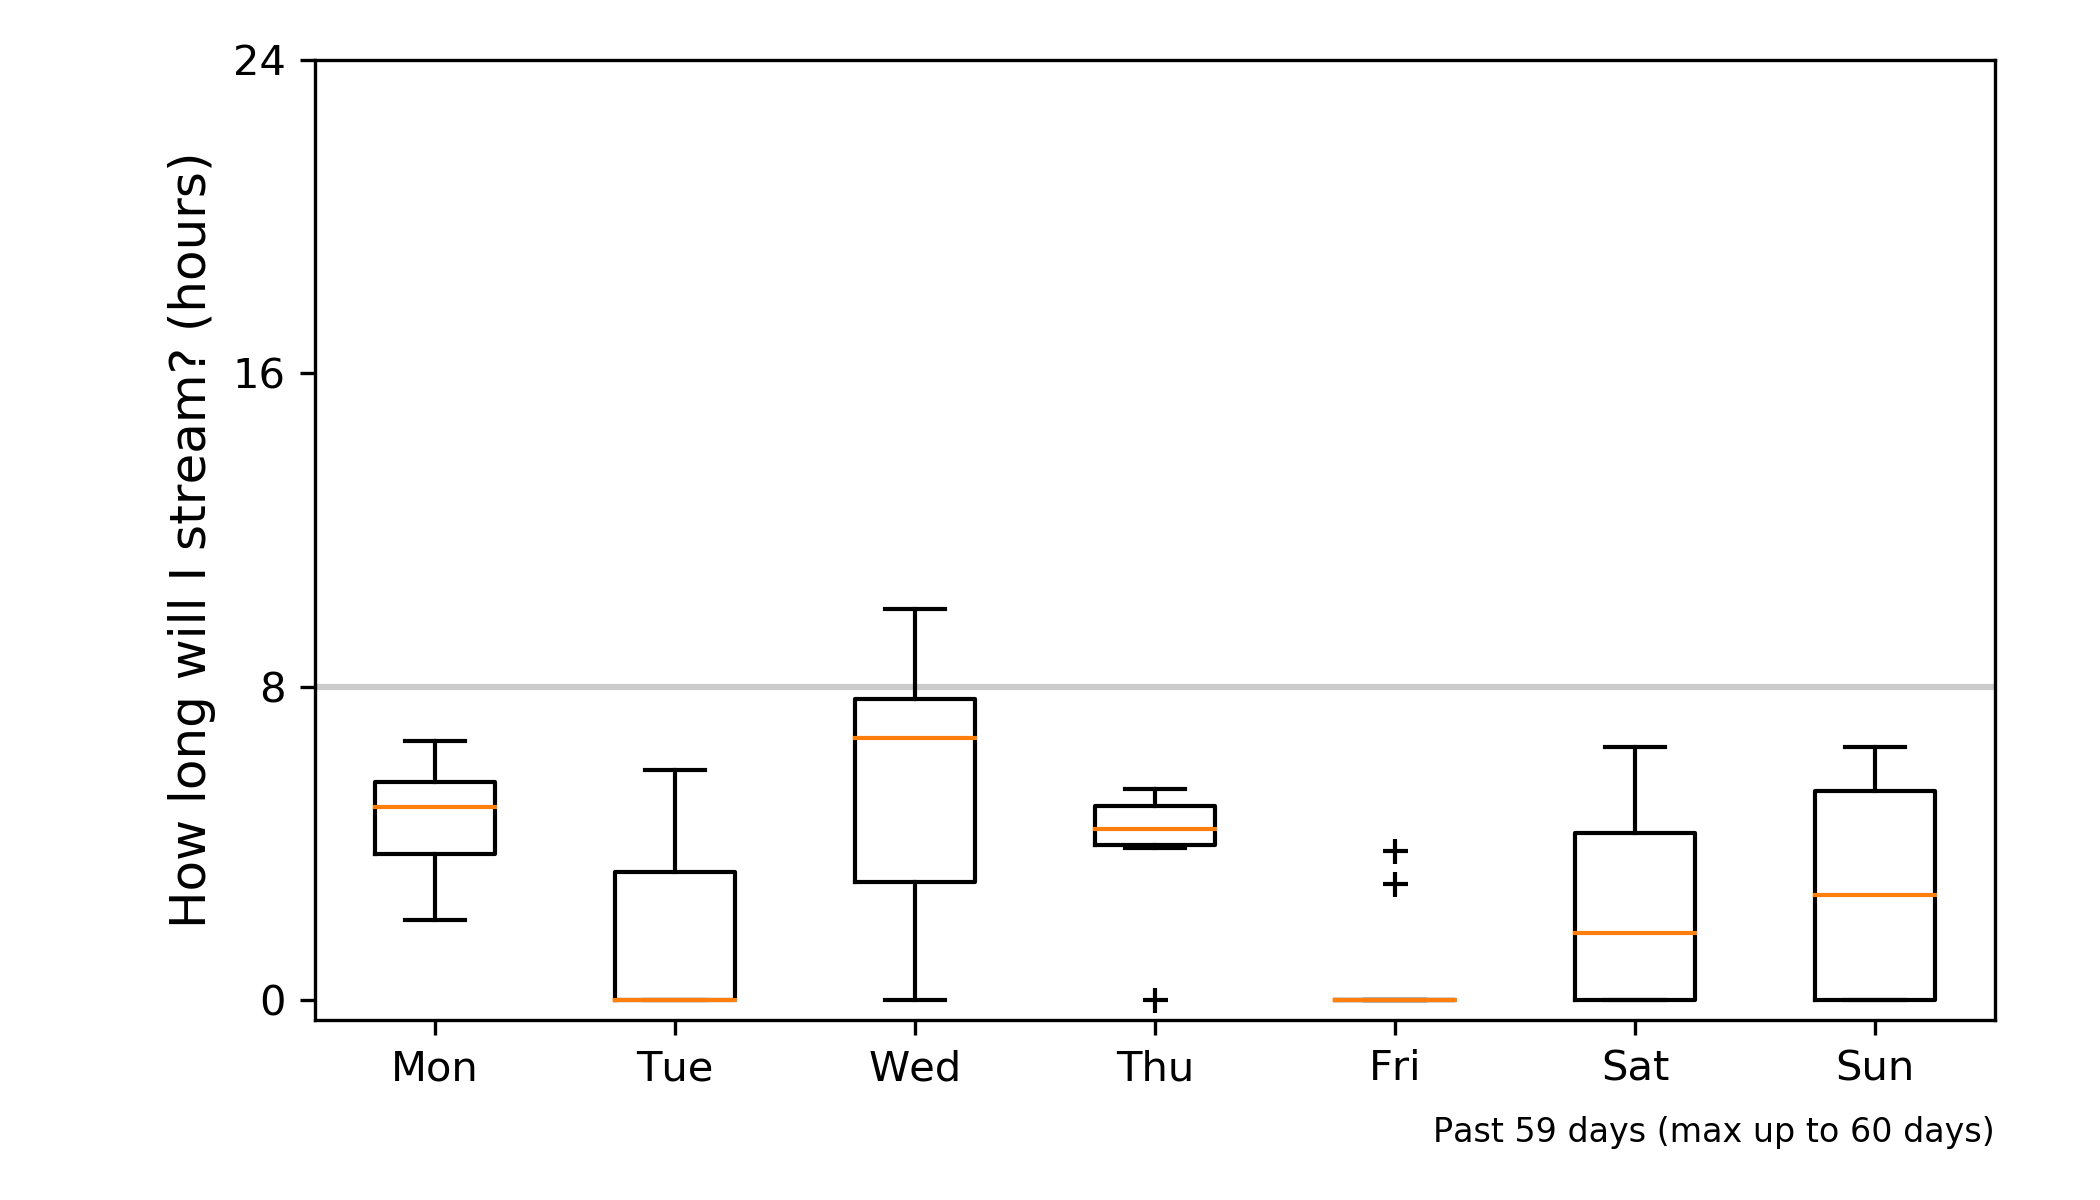 How long will I stream? (hours)
24
16
8
0
Mon Tue Wed Thu Fri Sat Sun
Past 59 days (max up to 60 days)